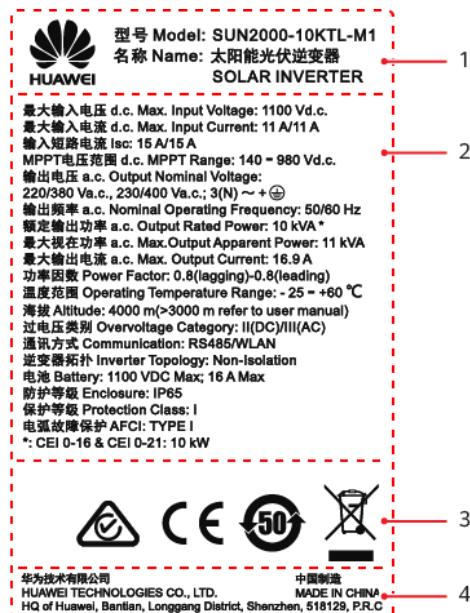 HUAWEI
型号 Model: SUN2000-10KTL-M1
名称 Name: 太阳能光伏逆变器
SOLAR INVERTER
1
最大输入电压 d.c. Max. Input Voltage: 1100 Vd.c.
最大输入电流 d.c. Max. Input Current: 11 A/11 A
输入短路电流 Isc: 15 A/15 A
MPPT电压范围 d.c. MPPT Range: 140 - 980 Vd.c.
输出电压 a.c. Output Nominal Voltage:
220/380 Va.c., 230/400 Va.c.; 3(N) ～ + ⏚
输出频率 a.c. Nominal Operating Frequency: 50/60 Hz
额定输出功率 a.c. Output Rated Power: 10 kVA *
最大视在功率 a.c. Max.Output Apparent Power: 11 kVA
最大输出电流 a.c. Max. Output Current: 16.9 A
功率因数 Power Factor: 0.8(lagging)-0.8(leading)
温度范围 Operating Temperature Range: - 25 - +60 ℃
海拔 Altitude: 4000 m(>3000 m refer to user manual)
过电压类别 Overvoltage Category: II(DC)/III(AC)
通讯方式 Communication: RS485/WLAN
逆变器拓扑 Inverter Topology: Non-Isolation
电池 Battery: 1100 VDC Max; 16 A Max
防护等级 Enclosure: IP65
保护等级 Protection Class: I
电弧故障保护 AFCI: TYPE I
*: CEI 0-16 & CEI 0-21: 10 kW
2
CE
50
3
华为技术有限公司 中国制造
HUAWEI TECHNOLOGIES CO., LTD. MADE IN CHINA
HQ of Huawei, Bantian, Longgang District, Shenzhen, 518129, P.R.C
4